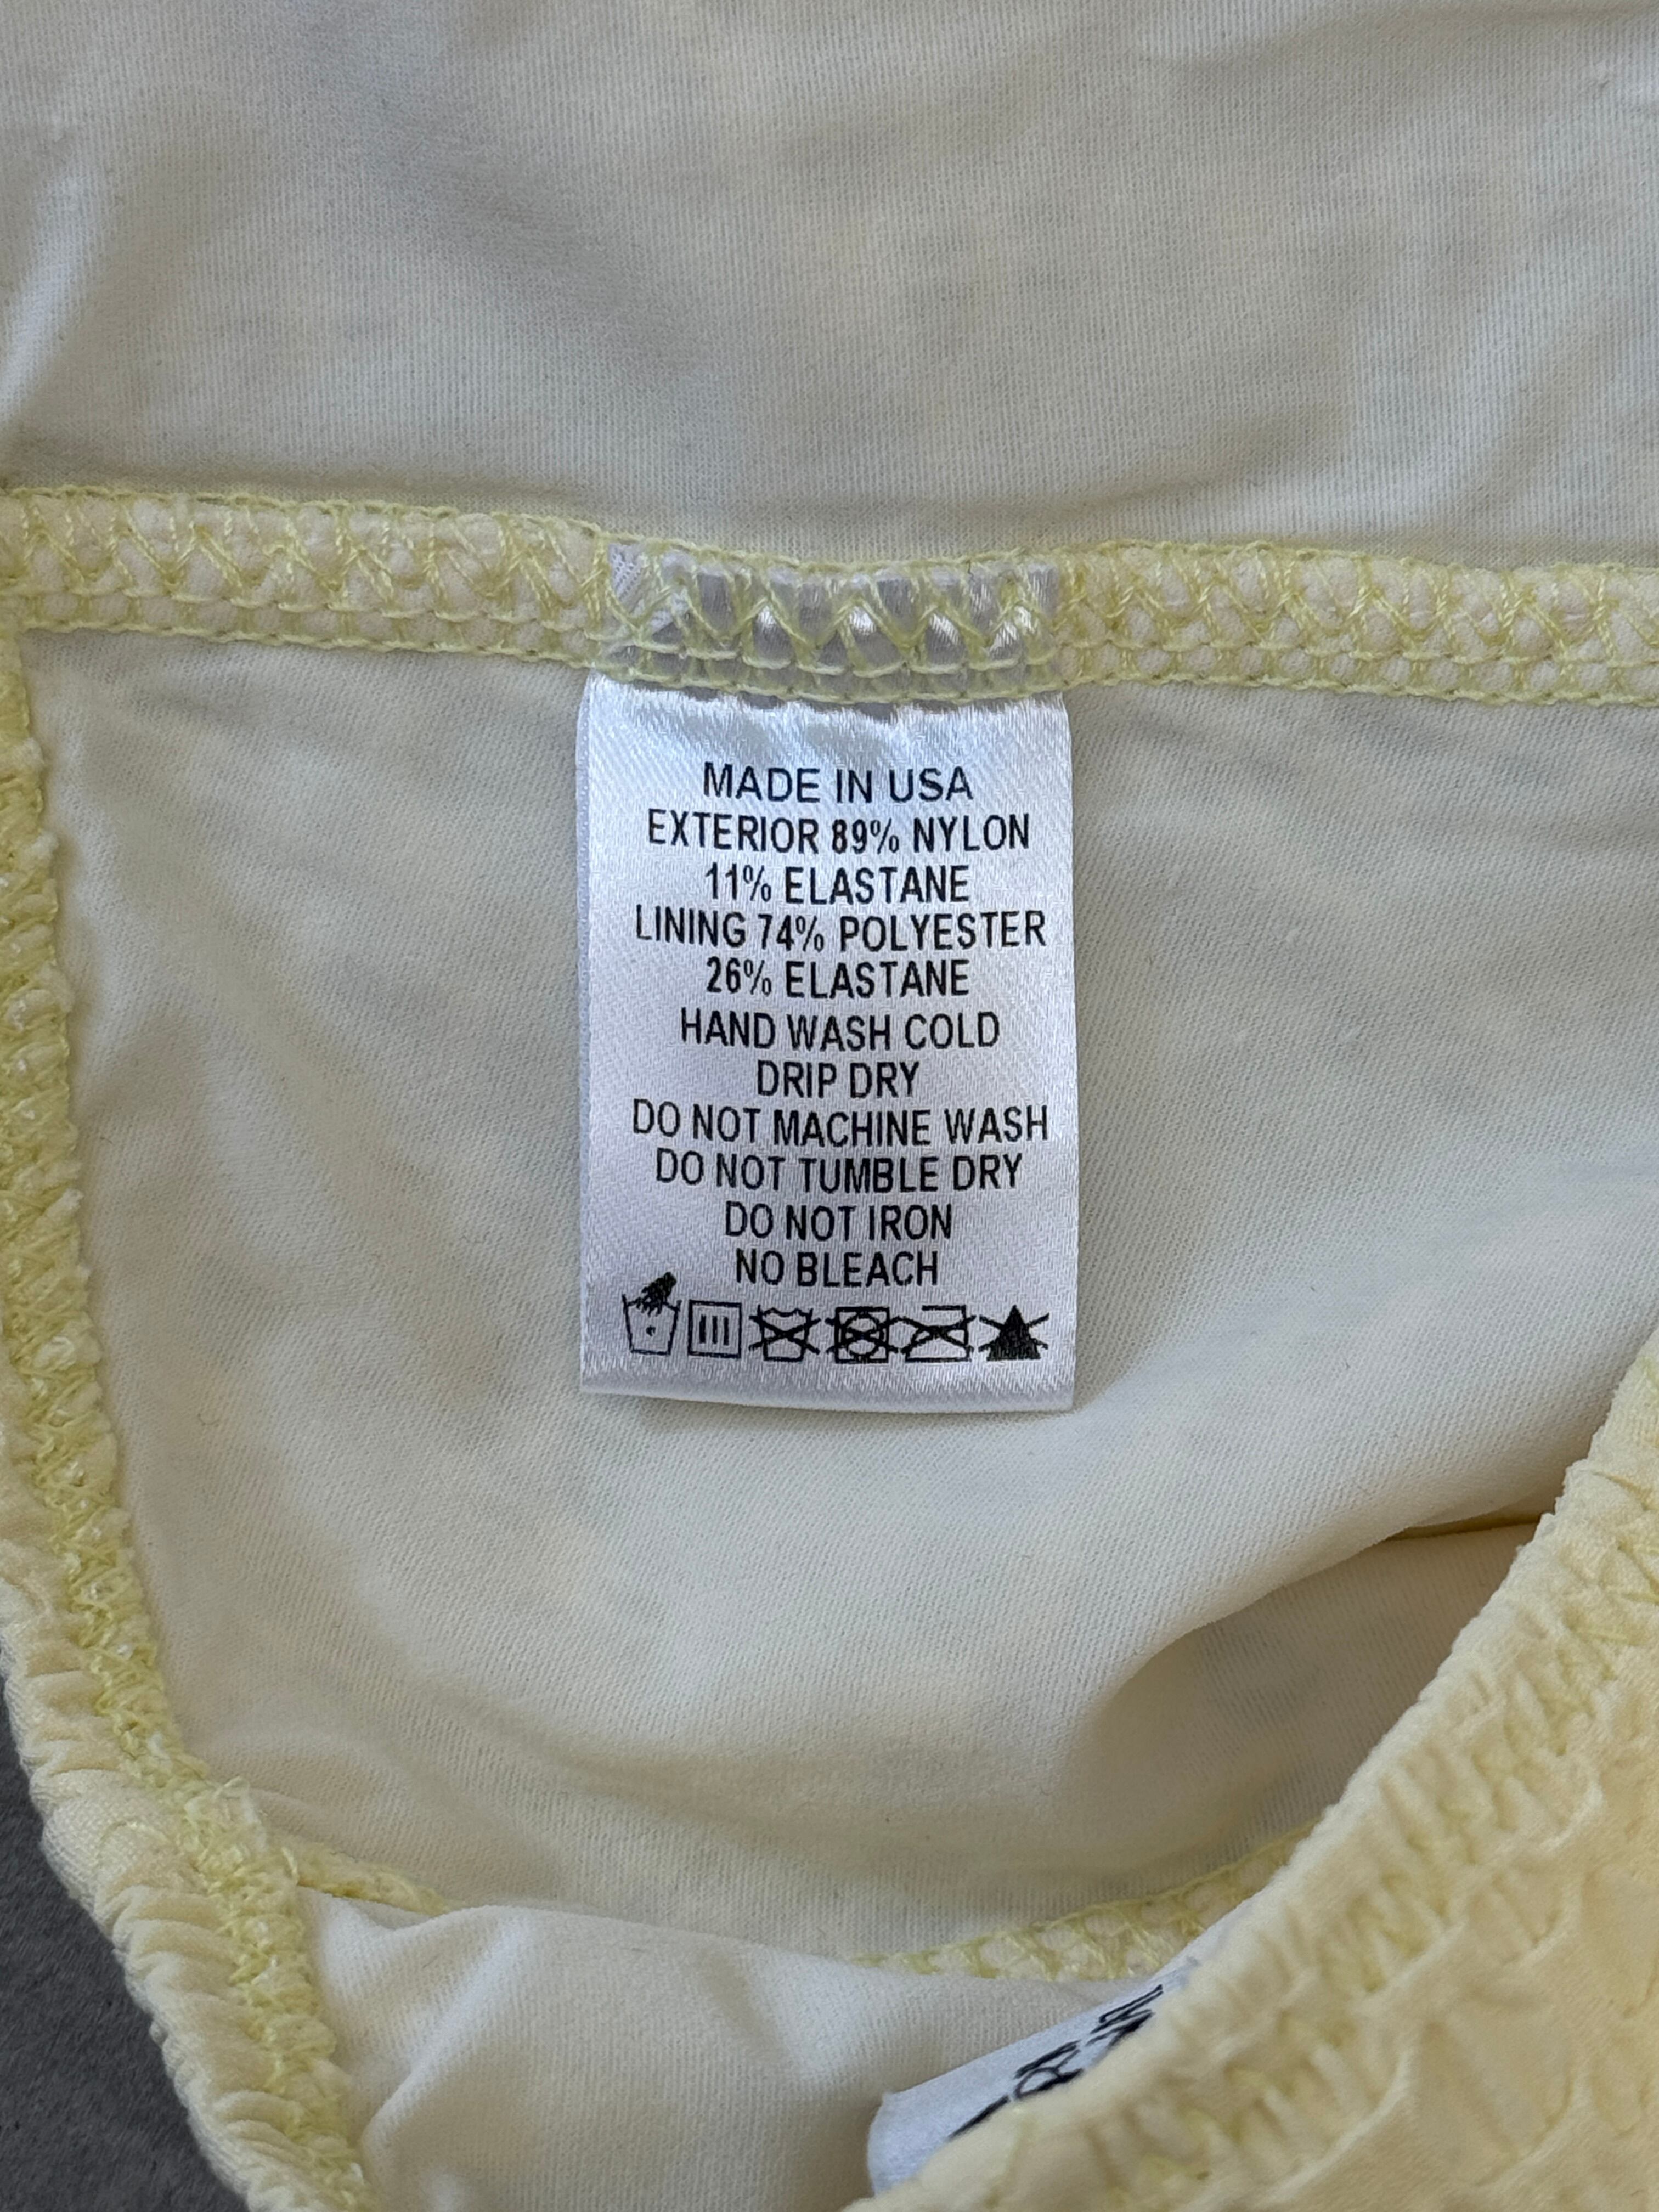 MADE IN USA
EXTERIOR 89% NYLON
11% ELASTANE
LINING 74% POLYESTER
26% ELASTANE
HAND WASH COLD
DRIP DRY
DO NOT MACHINE WASH
DO NOT TUMBLE DRY
DO NOT IRON
NO BLEACH